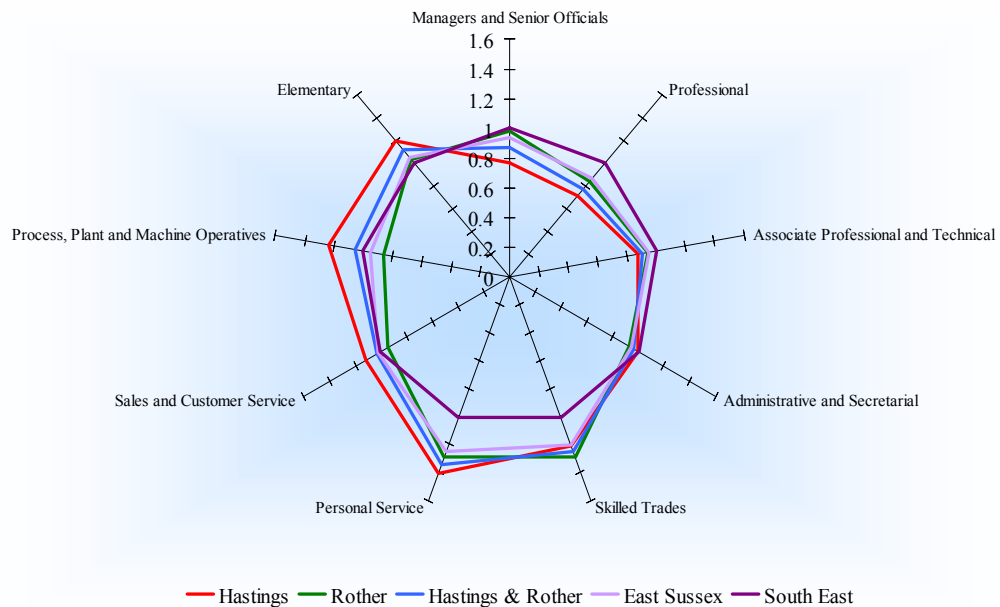 Managers and Senior Officials
1.6
1.4
1.2
1
0.8
0.6
0.4
0.2
0
Elementary
Professional
Process, Plant and Machine Operatives
Associate Professional and Technical
Sales and Customer Service
Administrative and Secretarial
Personal Service
Skilled Trades
Hastings Rother Hastings & Rother East Sussex South East